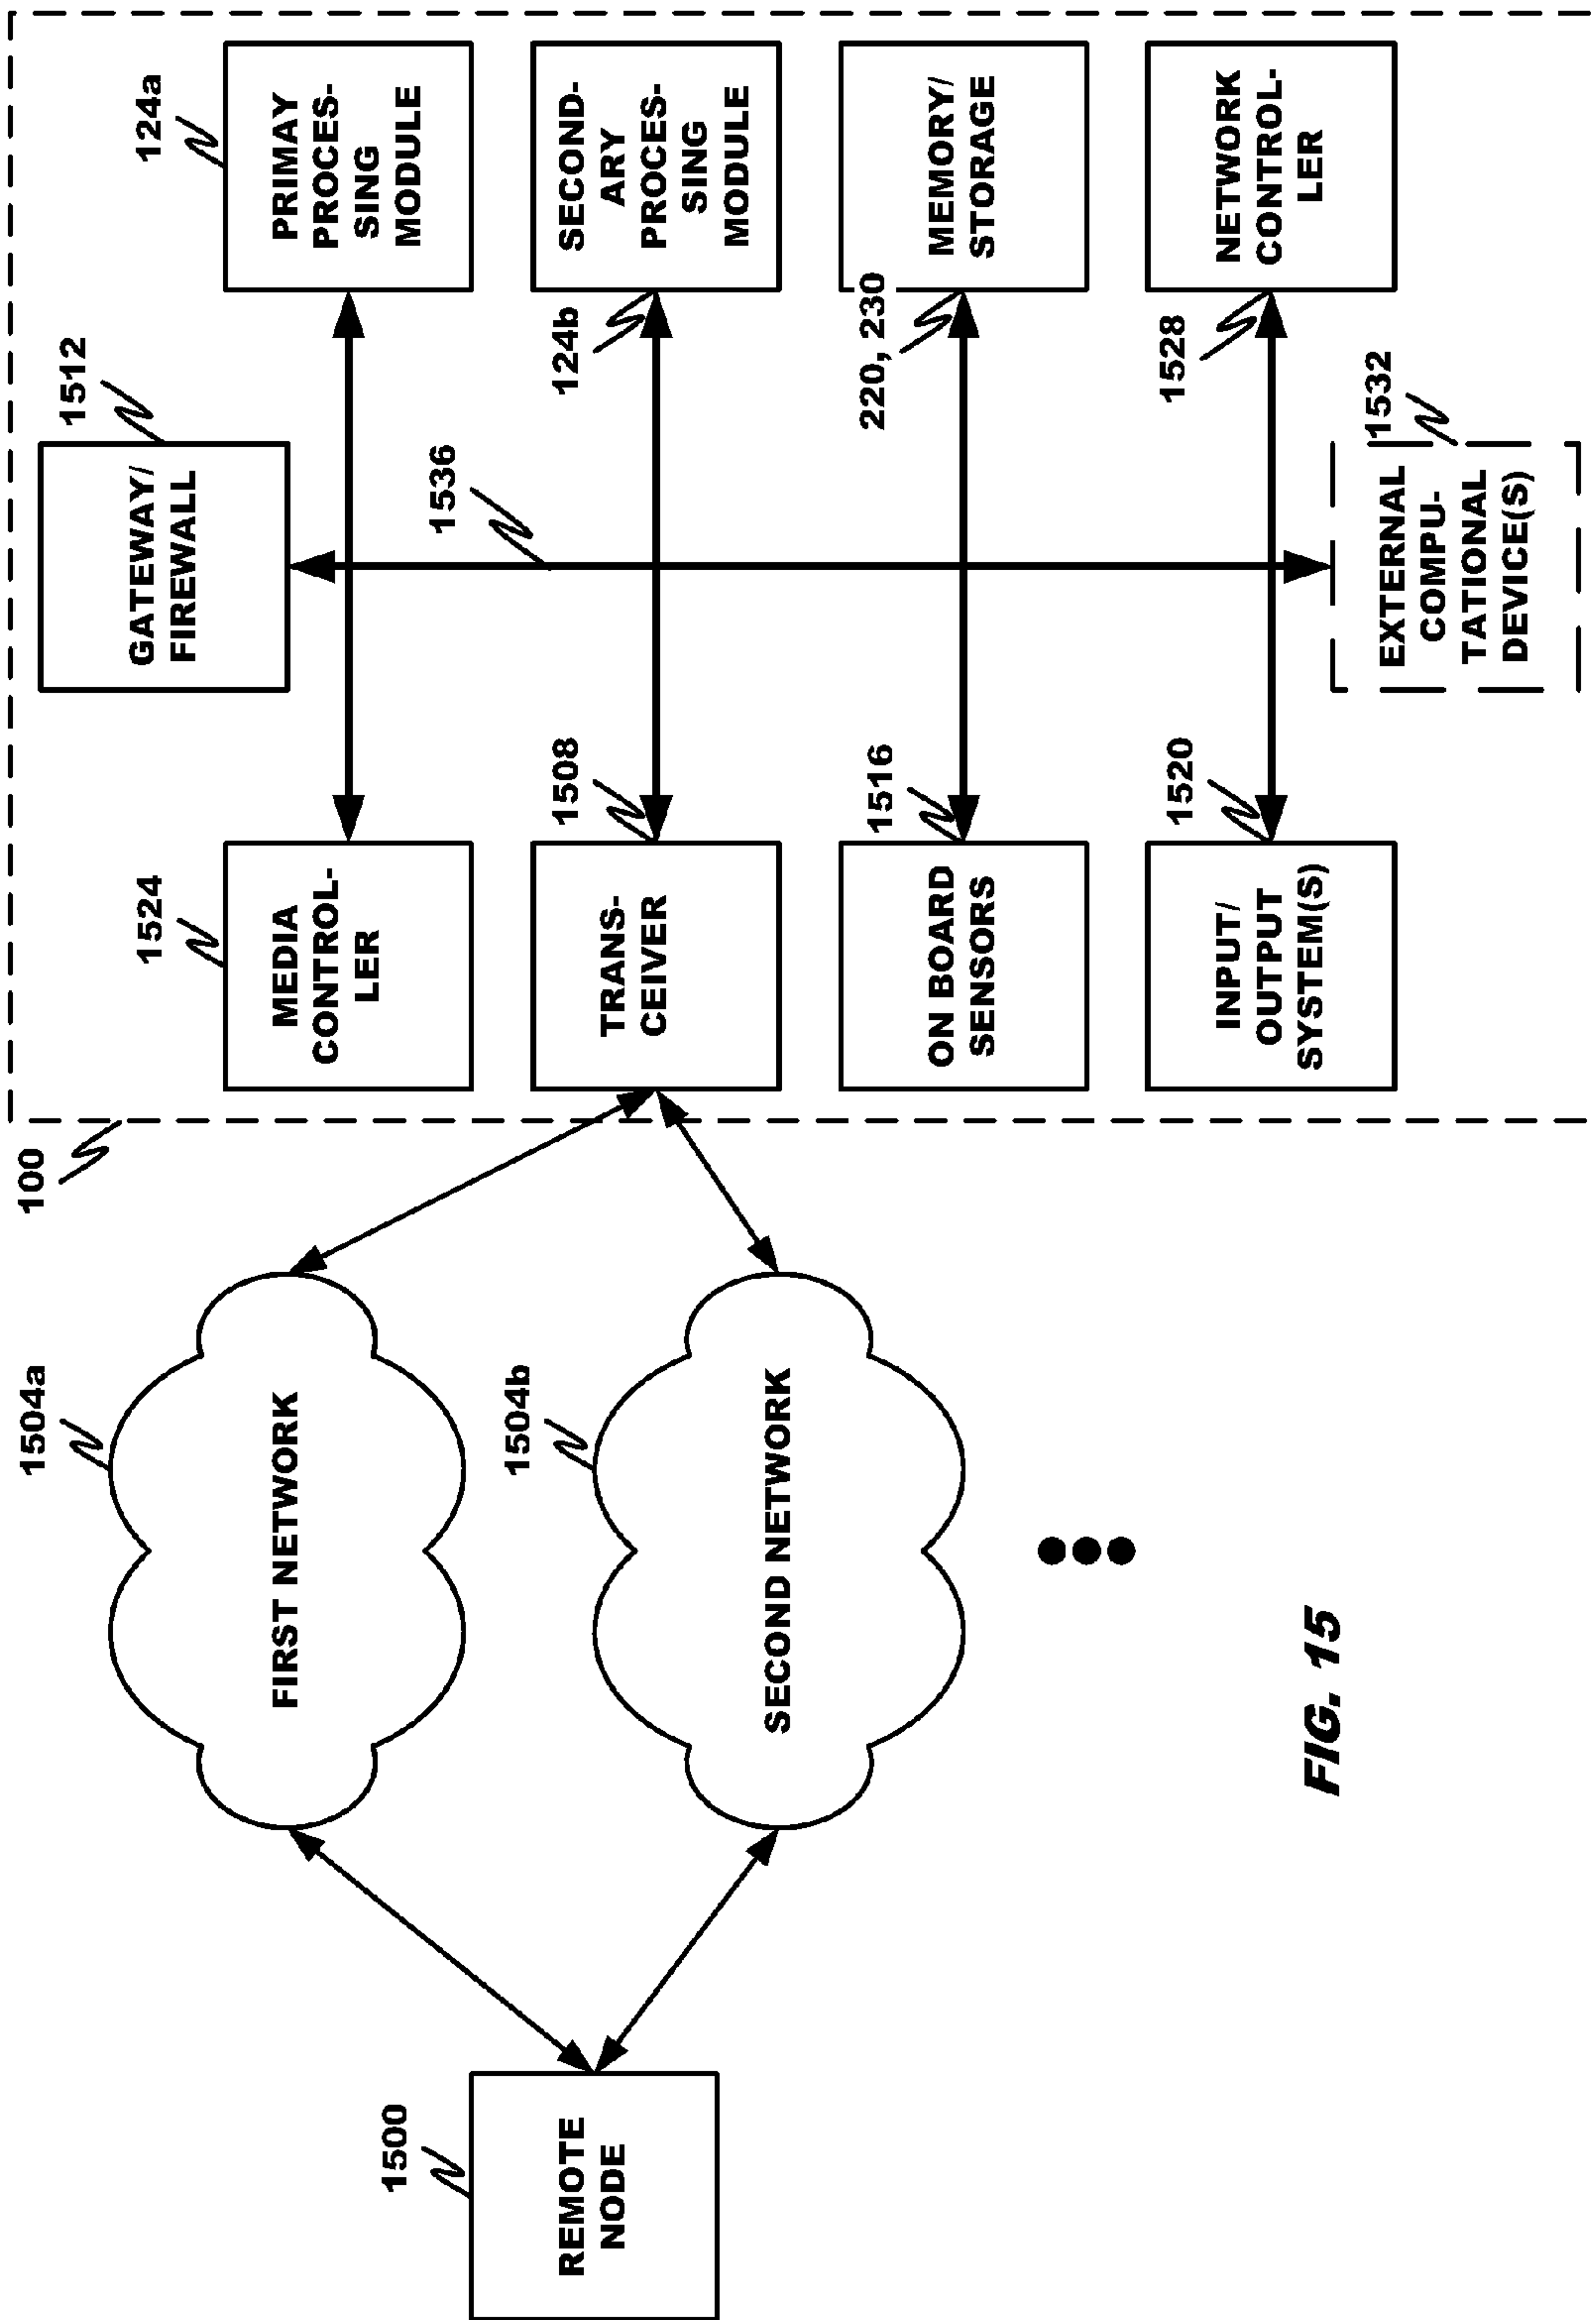 1500
REMOTE
NODE
1504a
FIRST NETWORK
1504b
SECOND NETWORK
100
1524
MEDIA
CONTROL-
LER
1508
TRANS-
CEIVER
1516
ON BOARD
SENSORS
1520
INPUT/
OUTPUT
SYSTEM(S)
1512
GATEWAY/
FIREWALL
1536
1532
EXTERNAL
COMPU-
TATIONAL
DEVICE(S)
124a
PRIMAY
PROCES-
SING
MODULE
124b
SECOND-
ARY
PROCES-
SING
MODULE
220, 230
MEMORY/
STORAGE
1528
NETWORK
CONTROL-
LER
FIG. 15